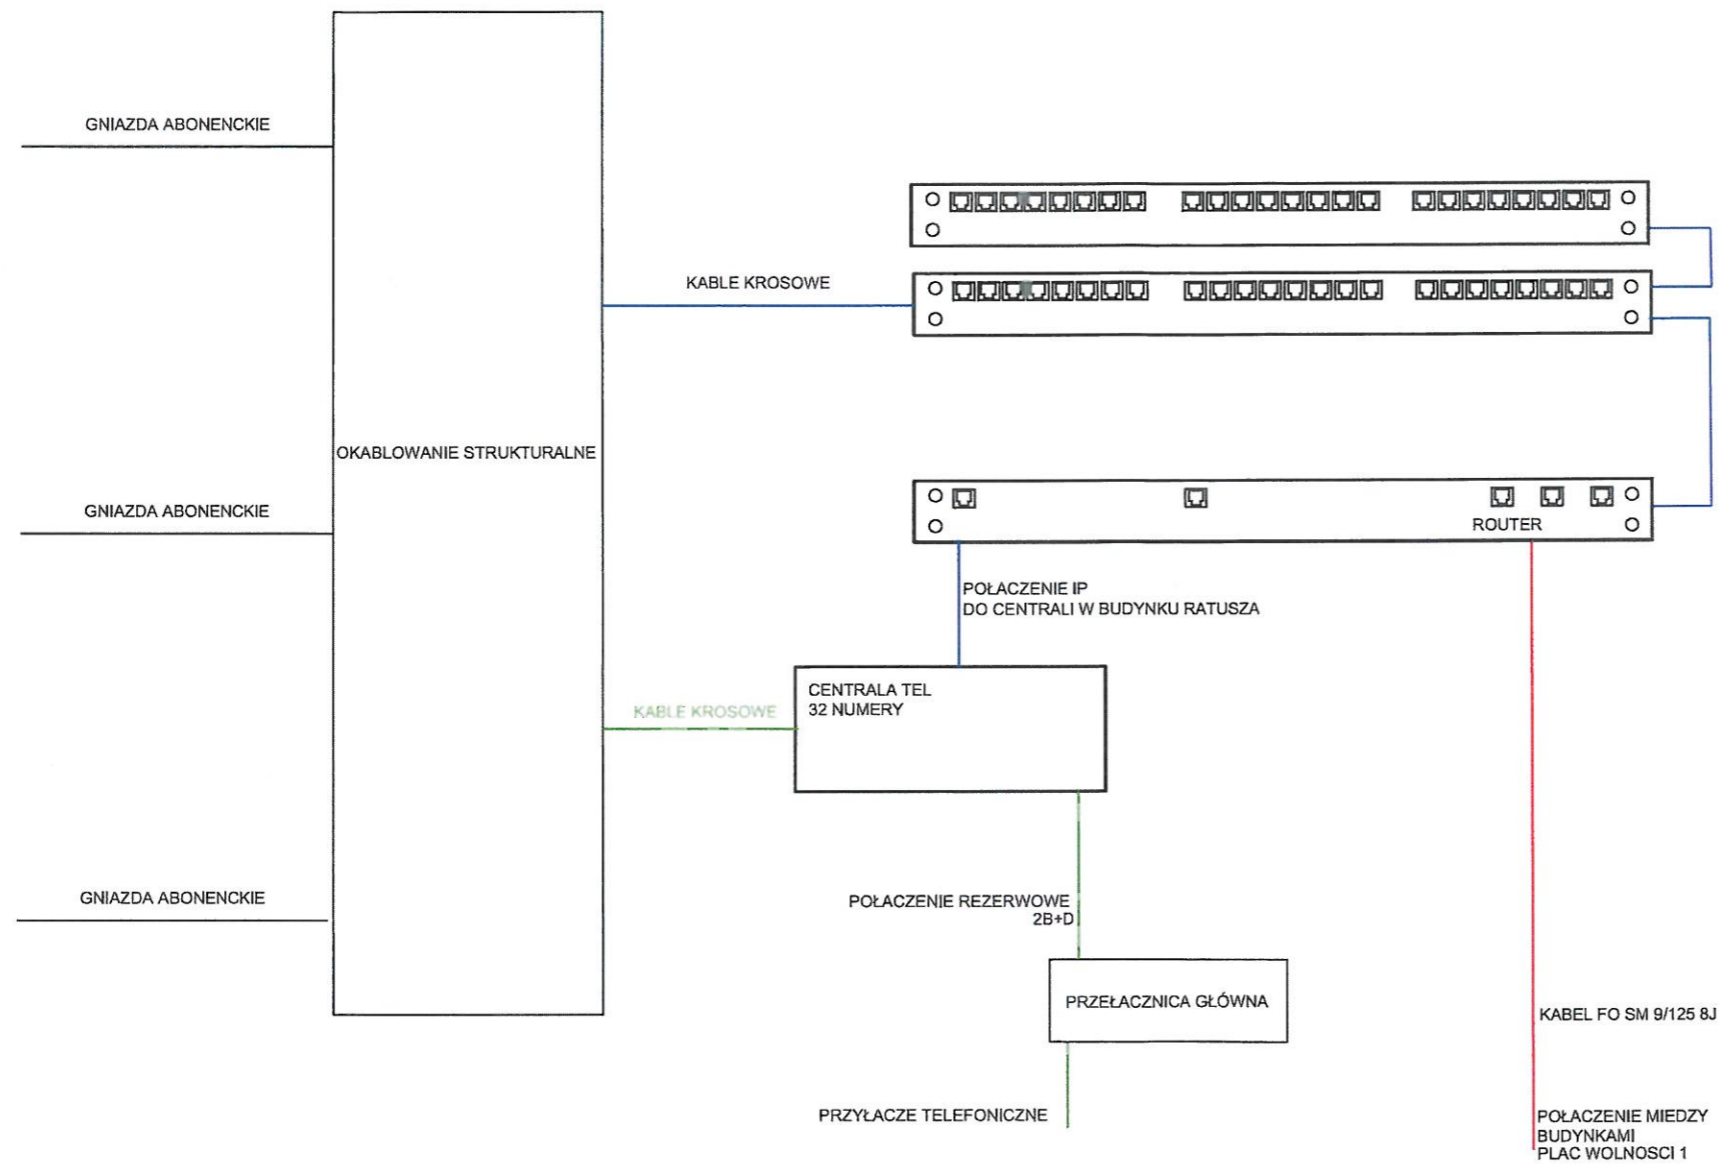 GNIAZDA ABONENCKIE
KABLE KROSOWE
OKABLOWANIE STRUKTURALNE
GNIAZDA ABONENCKIE
ROUTER
POŁACZENIE IP
DO CENTRALI W BUDYNKU RATUSZA
CENTRALA TEL
32 NUMERY
KABLE KROSOWE
GNIAZDA ABONENCKIE
POŁACZENIE REZERWOWE
2B+D
PRZEŁACZNICA GŁÓWNA
KABEL FO SM 9/125 8J
PRZYŁACZE TELEFONICZNE
POŁACZENIE MIEDZY
BUDYNKAMI
PLAC WOLNOSCI 1